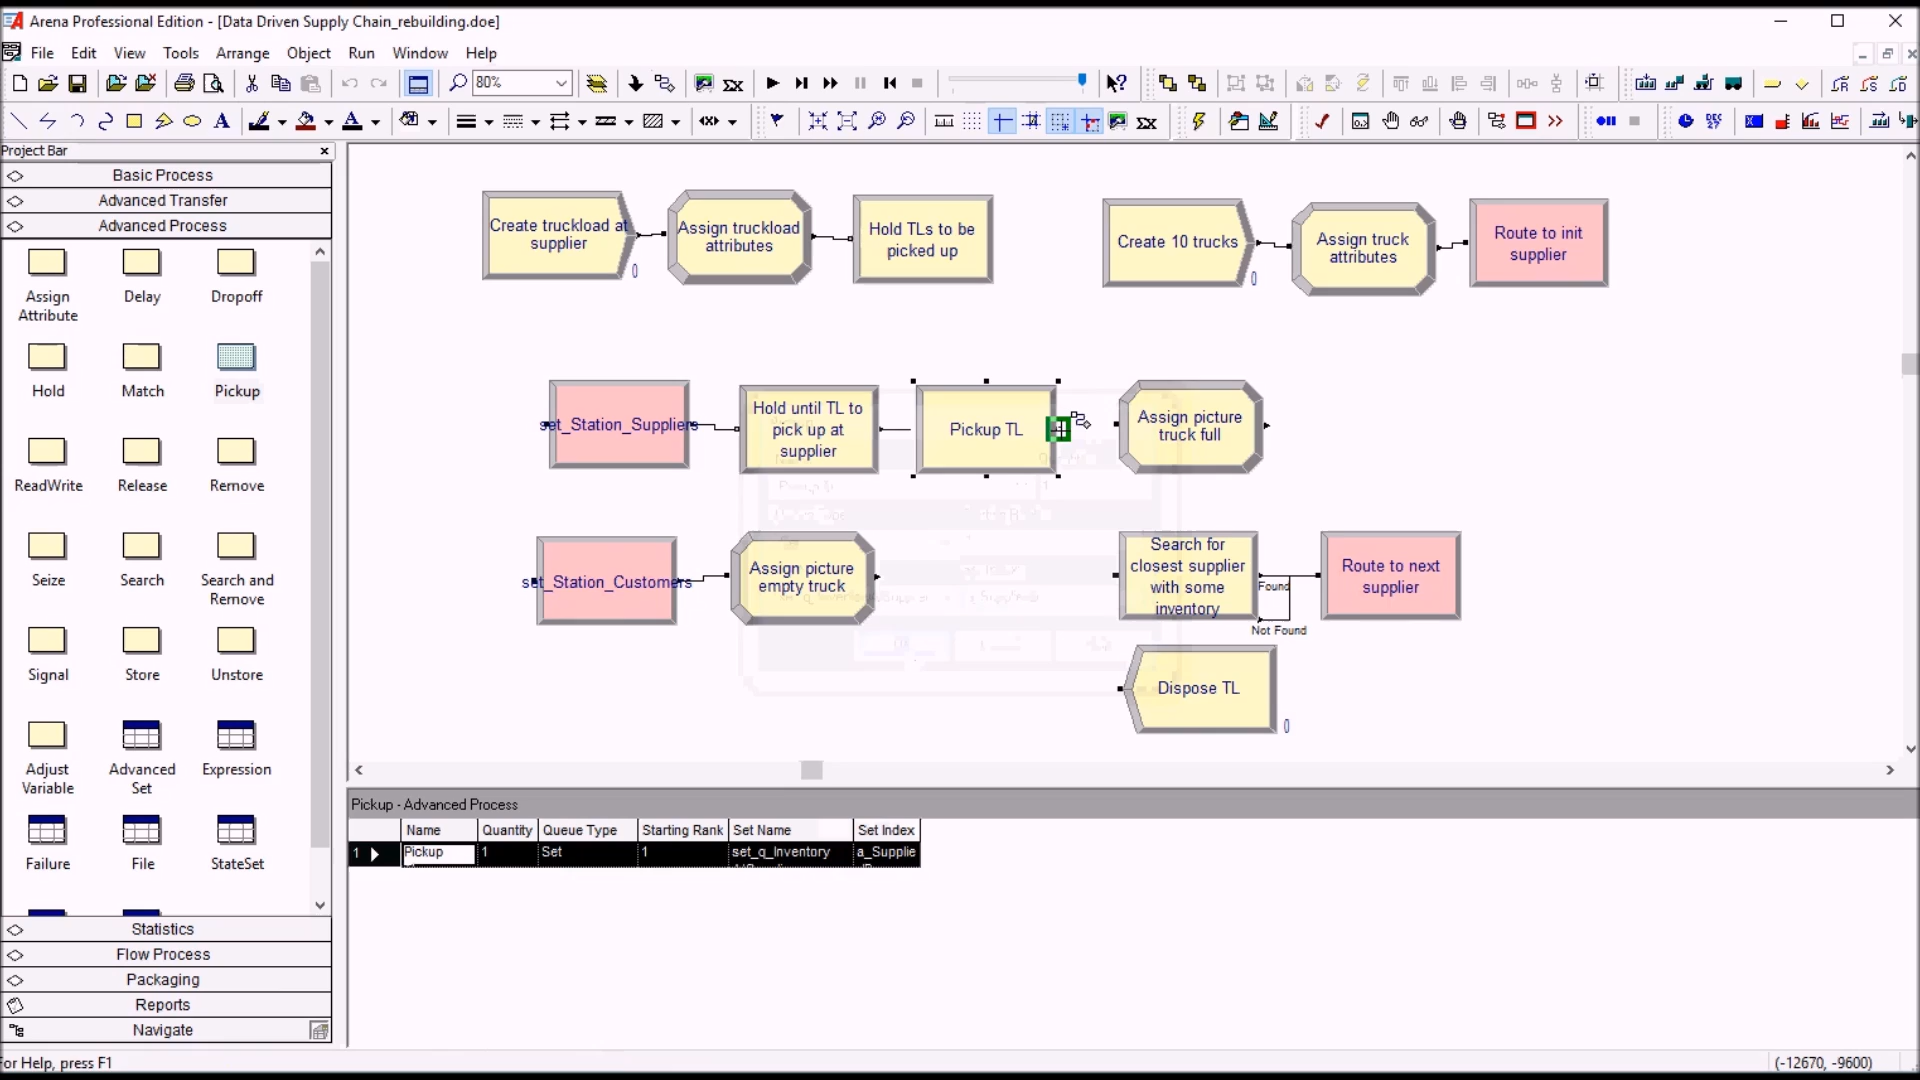 Arena Professional Edition - [Data Driven Supply Chain_rebuilding.doe]
File Edit View Tools Arrange Object Run Window Help
80%
Project Bar
Basic Process
Advanced Transfer
Advanced Process
Assign Attribute
Delay
Dropoff
Hold
Match
Pickup
ReadWrite
Release
Remove
Seize
Search
Search and Remove
Signal
Store
Unstore
Adjust Variable
Advanced Set
Expression
Failure
File
StateSet
Statistics
Flow Process
Packaging
Reports
Navigate
Create truckload at
supplier
0
Assign truckload
attributes
Hold TLs to be
picked up
Create 10 trucks
0
Assign truck
attributes
Route to init
supplier
set_Station_Suppliers
Hold until TL to
pick up at
supplier
Pickup TL
Assign picture
truck full
set_Station_Customers
Assign picture
empty truck
Search for
closest supplier
with some
inventory
Found
Not Found
Route to next
supplier
Dispose TL
0
Pickup - Advanced Process
Name Quantity Queue Type Starting Rank Set Name Set Index
1 Pickup 1 Set 1 set_q_Inventory a_Supplie
For Help, press F1
(-12670, -9600)